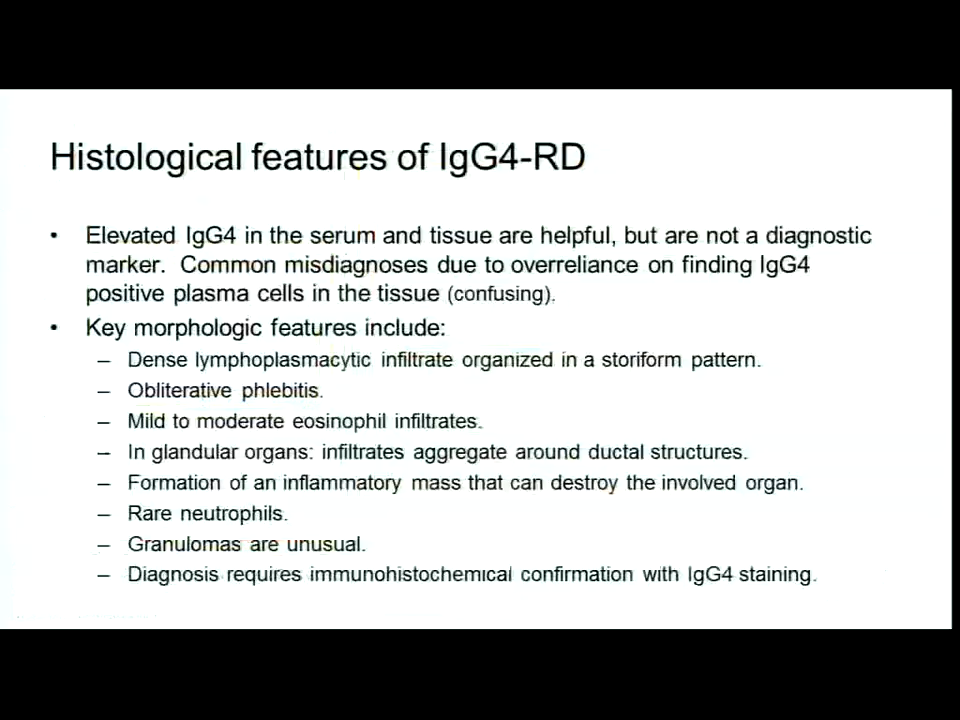 Histological features of IgG4-RD
• Elevated IgG4 in the serum and tissue are helpful, but are not a diagnostic
marker. Common misdiagnoses due to overreliance on finding IgG4
positive plasma cells in the tissue (confusing).
• Key morphologic features include:
– Dense lymphoplasmacytic infiltrate organized in a storiform pattern.
– Obliterative phlebitis.
– Mild to moderate eosinophil infiltrates.
– In glandular organs: infiltrates aggregate around ductal structures.
– Formation of an inflammatory mass that can destroy the involved organ.
– Rare neutrophils.
– Granulomas are unusual.
– Diagnosis requires immunohistochemical confirmation with IgG4 staining.